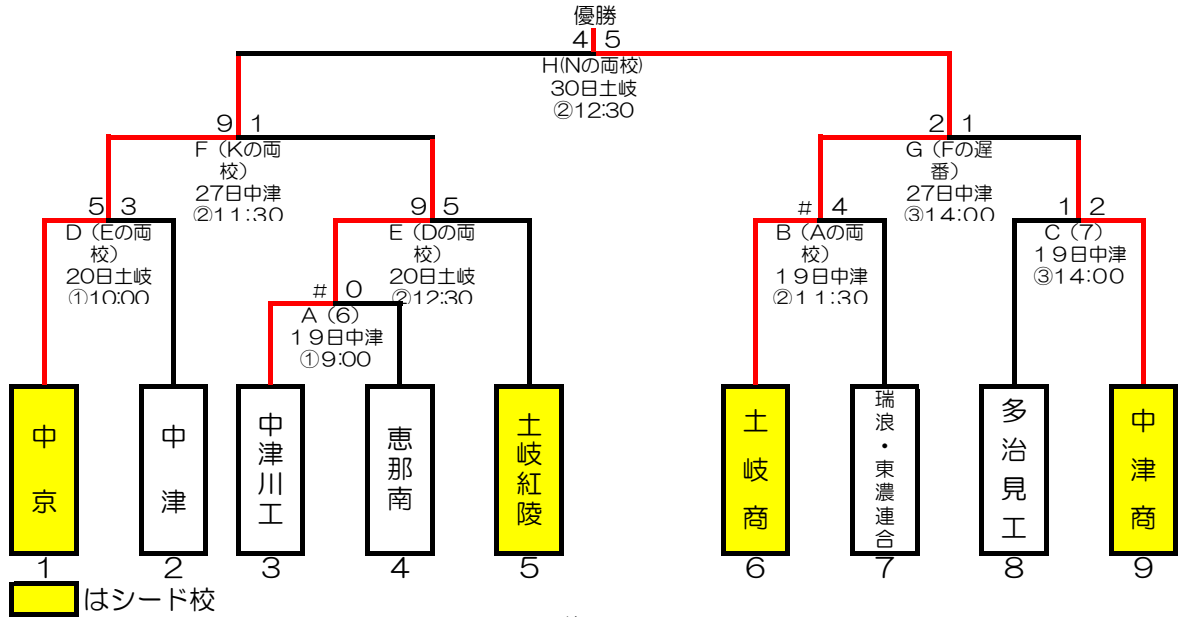 優勝
4 5
H(Nの両校)
30日土岐
②12:30
9 1
F（Kの両
校）
27日中津
②11:30
2 1
G（Fの遅
番）
27日中津
③14:00
5 3
D（Eの両
校）
20日土岐
①10:00
9 5
E（Dの両
校）
20日土岐
②12:30
# 4
B（Aの両
校）
19日中津
②11:30
1 2
C（7）
19日中津
③14:00
# 0
A（6）
19日中津
①9:00
中京
中津
中津川工
恵那南
土岐紅陵
土岐商
瑞浪・東濃連合
多治見工
中津商
1 2 3 4 5 6 7 8 9
はシード校